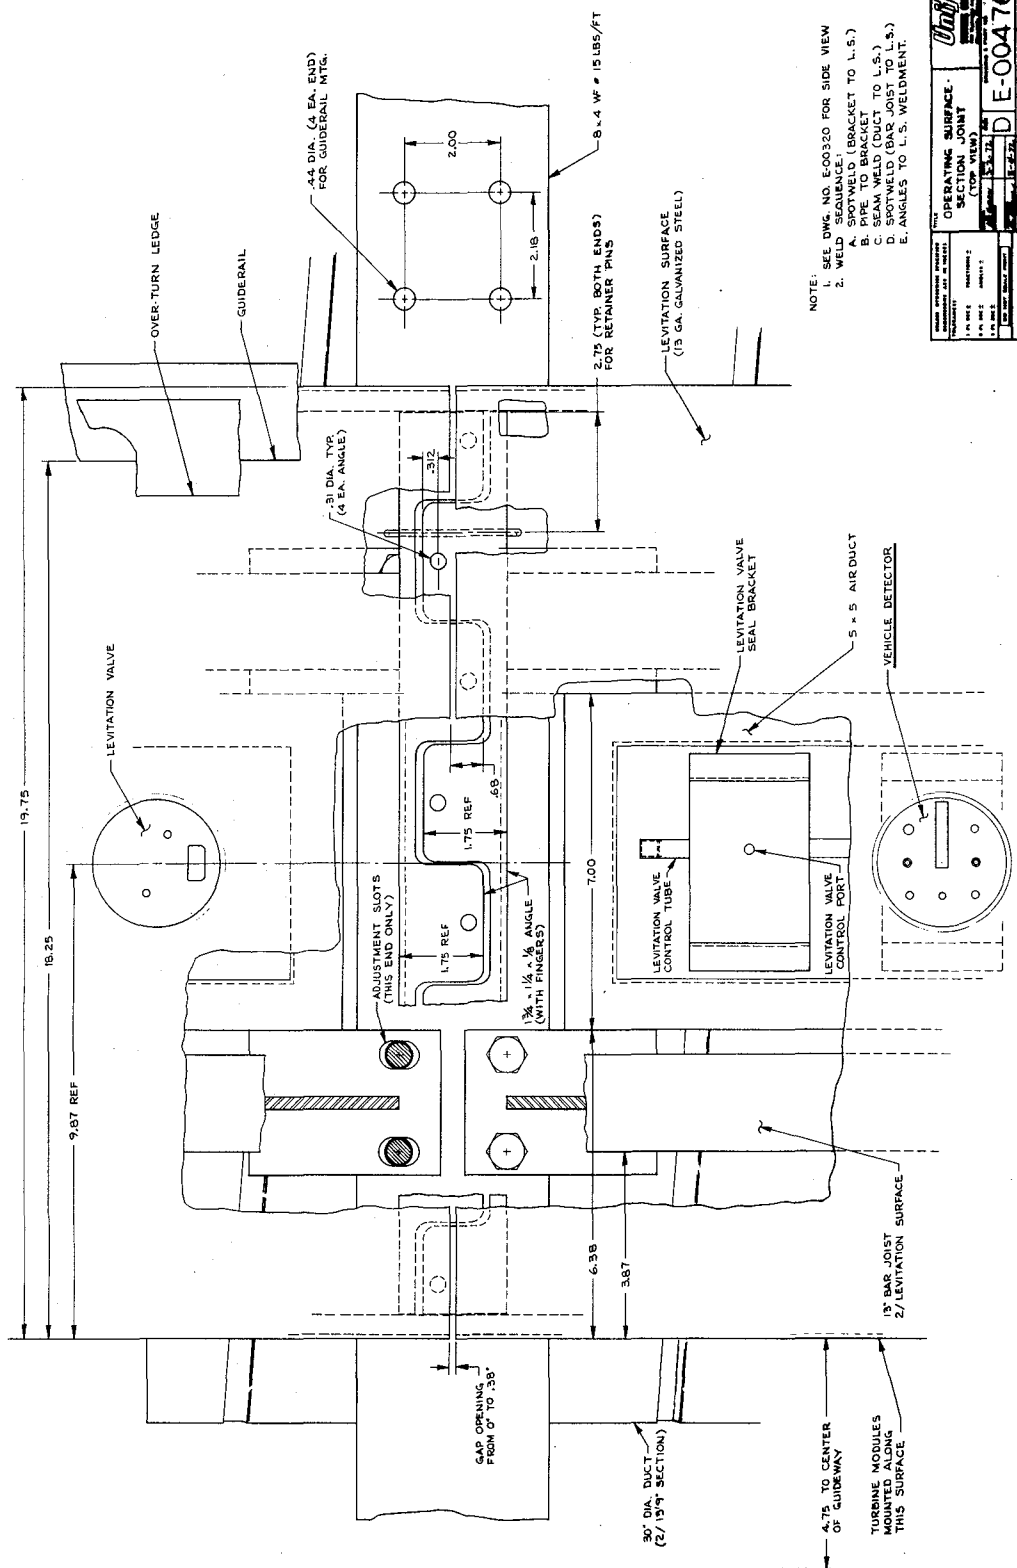 19.75
18.25
9.87 REF
LEVITATION VALVE
OVER-TURN LEDGE
GUIDERAIL
.44 DIA. (4 EA. END)
FOR GUIDERAIL MTG.
2.00
2.18
8 x 4 WF @ 15 LBS/FT
.31 DIA. TYP.
(4 EA. ANGLE)
.312
2.75 (TYP. BOTH ENDS)
FOR RETAINER PINS
LEVITATION SURFACE
(13 GA. GALVANIZED STEEL)
ADJUSTMENT SLOTS
(THIS END ONLY)
1.75 REF
1.75 REF
.68
1¾ x 1¼ x ⅛ ANGLE
(WITH FINGERS)
7.00
6.38
3.87
GAP OPENING
FROM 0" TO .38"
30" DIA. DUCT
(2/ 19'9" SECTION)
LEVITATION VALVE
CONTROL TUBE
LEVITATION VALVE
CONTROL PORT
LEVITATION VALVE
SEAL BRACKET
5 x 5 AIR DUCT
VEHICLE DETECTOR
13" BAR JOIST
2/ LEVITATION SURFACE
4.75 TO CENTER
OF GUIDEWAY
TURBINE MODULES
MOUNTED ALONG
THIS SURFACE
NOTE:
1. SEE DWG. NO. E-00320 FOR SIDE VIEW
2. WELD SEQUENCE:
A. SPOTWELD (BRACKET TO L.S.)
B. PIPE TO BRACKET
C. SEAM WELD (DUCT TO L.S.)
D. SPOTWELD (BAR JOIST TO L.S.)
E. ANGLES TO L.S. WELDMENT.
TITLE
OPERATING SURFACE-
SECTION JOINT
(TOP VIEW)
D E-0047